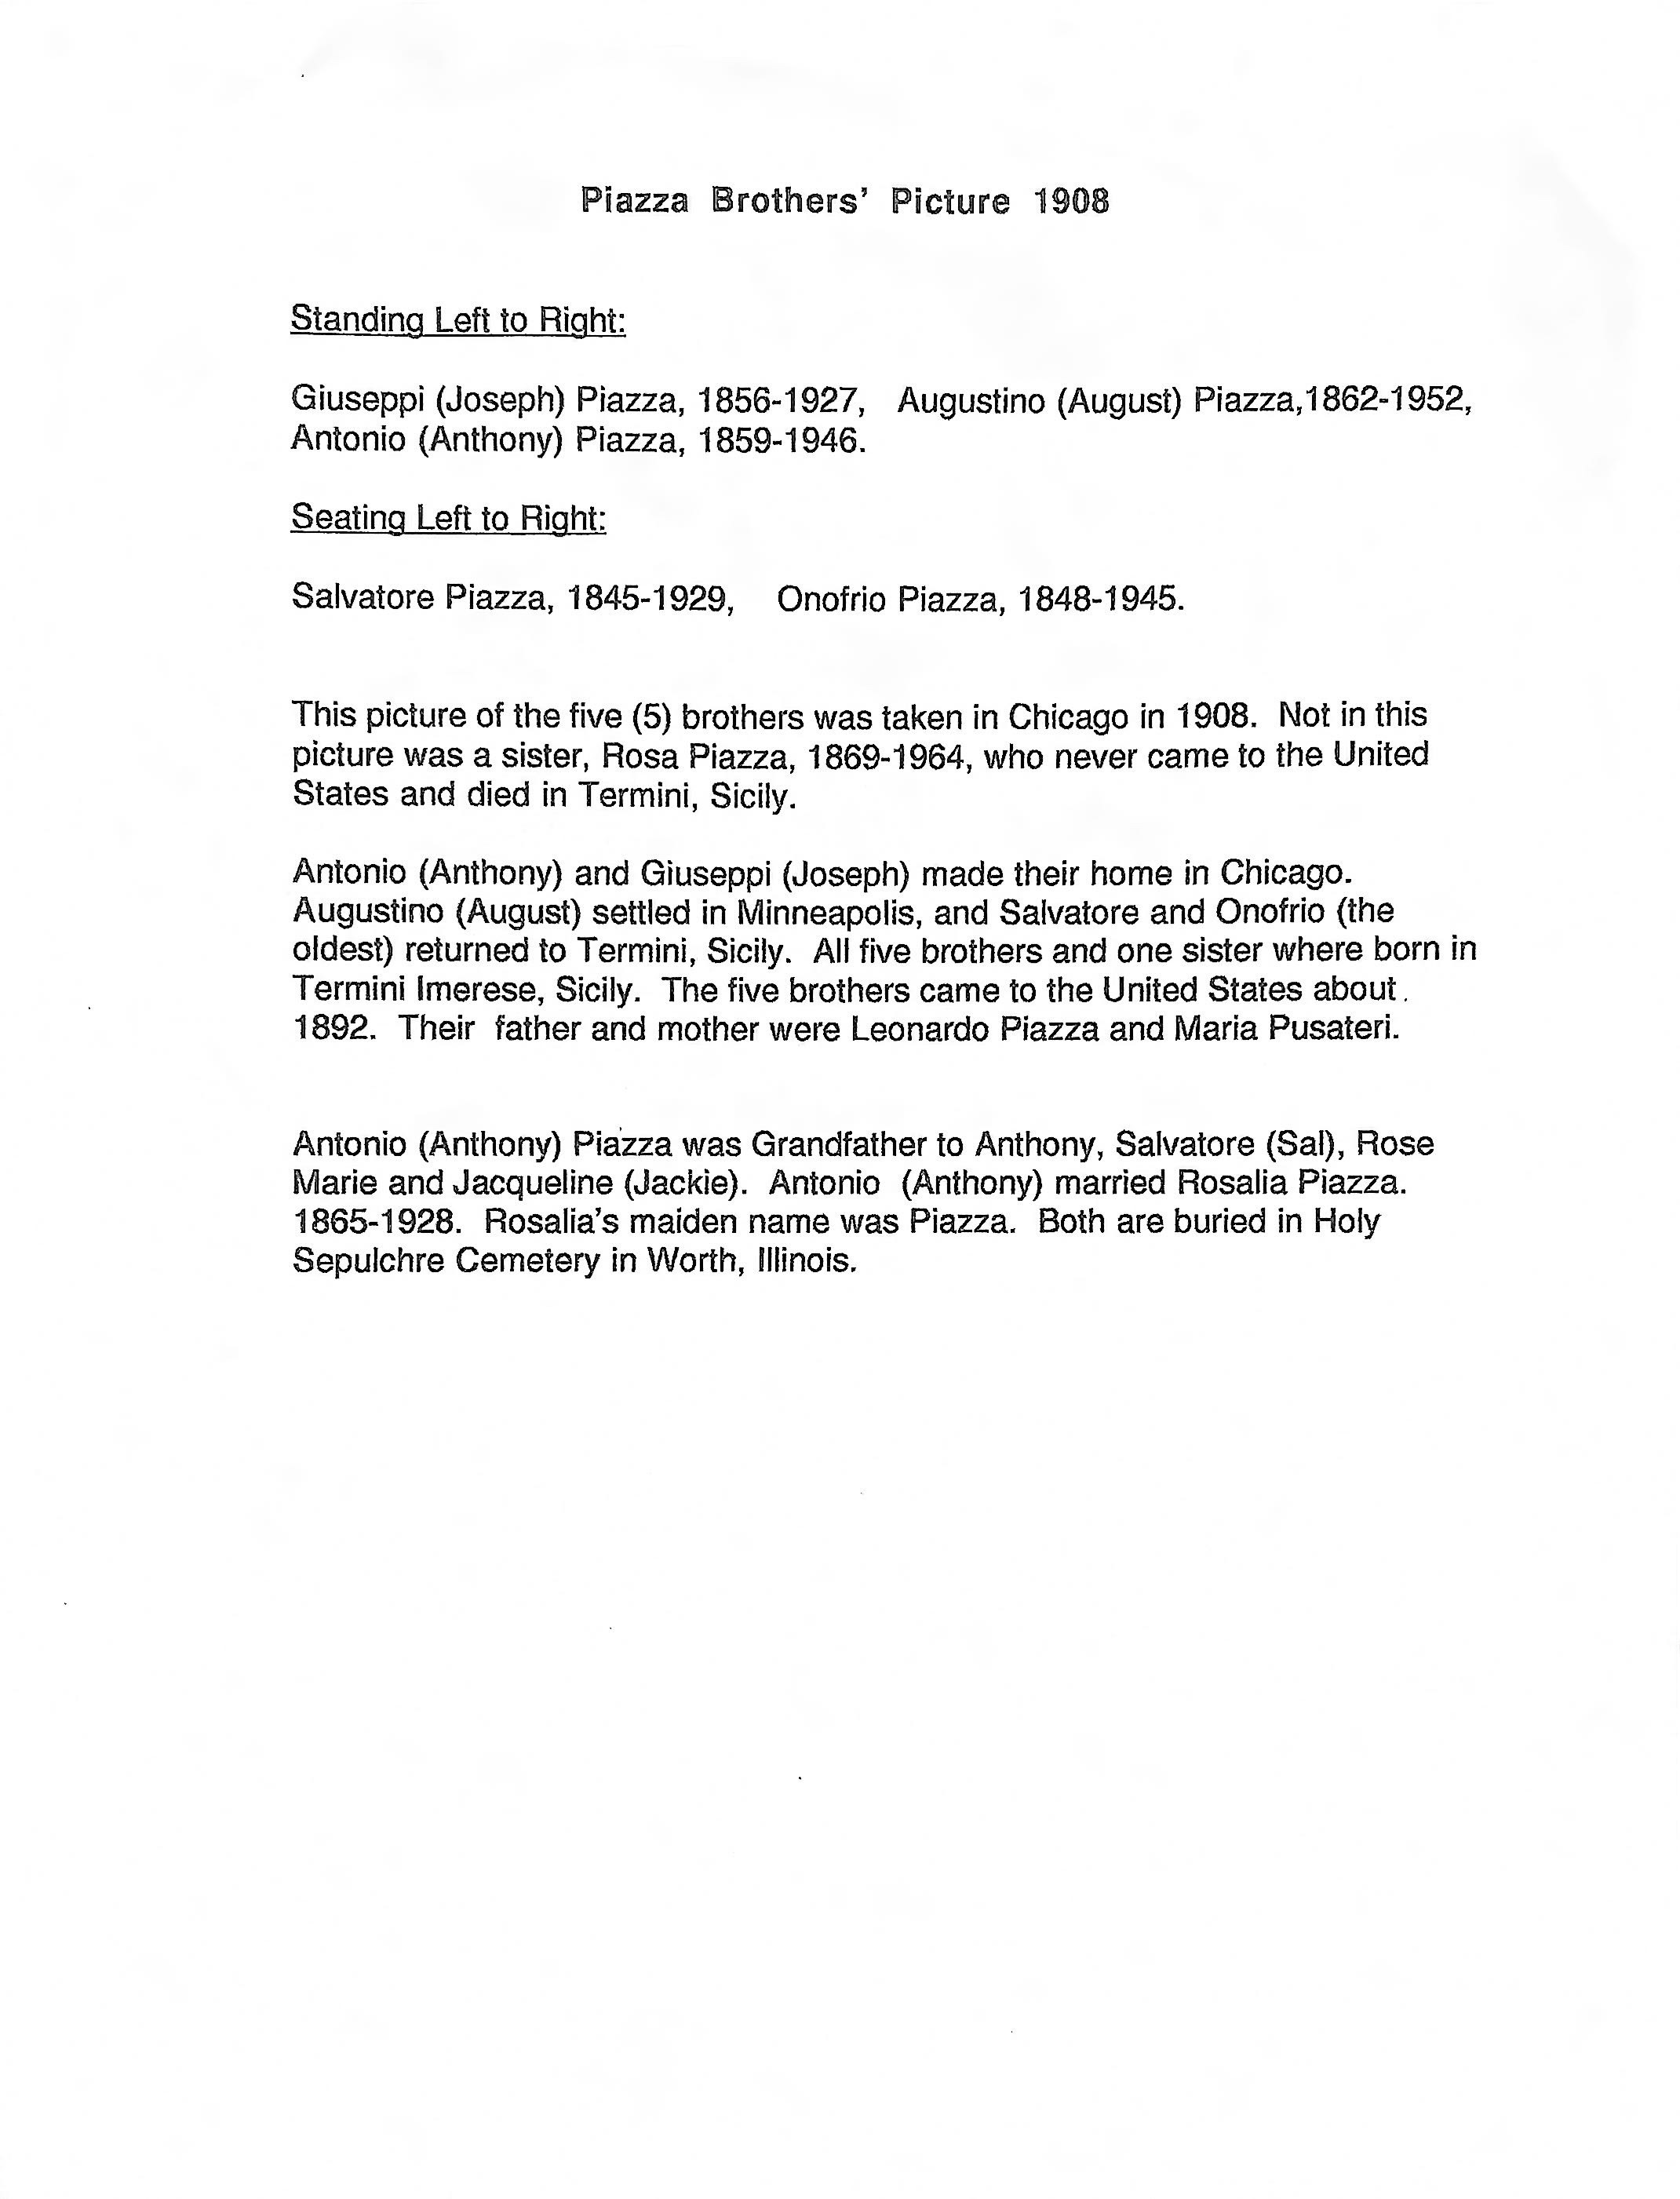 Piazza Brothers' Picture 1908
Standing Left to Right:
Giuseppi (Joseph) Piazza, 1856-1927, Augustino (August) Piazza,1862-1952,
Antonio (Anthony) Piazza, 1859-1946.
Seating Left to Right:
Salvatore Piazza, 1845-1929, Onofrio Piazza, 1848-1945.
This picture of the five (5) brothers was taken in Chicago in 1908. Not in this
picture was a sister, Rosa Piazza, 1869-1964, who never came to the United
States and died in Termini, Sicily.
Antonio (Anthony) and Giuseppi (Joseph) made their home in Chicago.
Augustino (August) settled in Minneapolis, and Salvatore and Onofrio (the
oldest) returned to Termini, Sicily. All five brothers and one sister where born in
Termini Imerese, Sicily. The five brothers came to the United States about
1892. Their father and mother were Leonardo Piazza and Maria Pusateri.
Antonio (Anthony) Piazza was Grandfather to Anthony, Salvatore (Sal), Rose
Marie and Jacqueline (Jackie). Antonio (Anthony) married Rosalia Piazza.
1865-1928. Rosalia's maiden name was Piazza. Both are buried in Holy
Sepulchre Cemetery in Worth, Illinois.